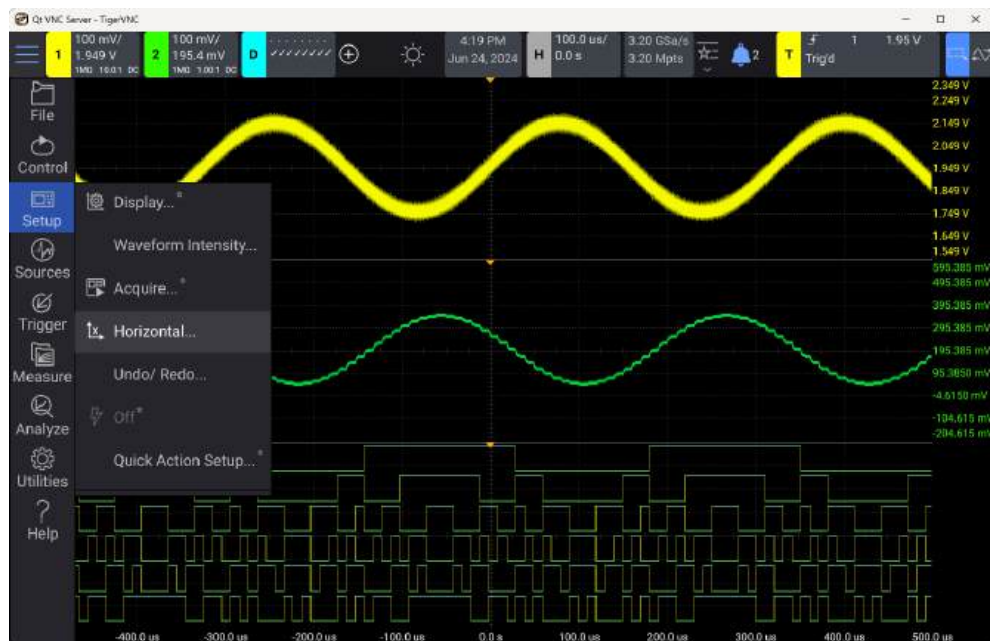 Qt VNC Server - TigerVNC
1 100 mV/ 1.949 V 1MΩ 10.0:1 DC
2 100 mV/ 195.4 mV 1MΩ 1.00:1 DC
D
4:19 PM
Jun 24, 2024
H 100.0 us/ 0.0 s
3.20 GSa/s
3.20 Mpts
2
T Trig'd 1 1.95 V
File
Control
Setup
Sources
Trigger
Measure
Analyze
Utilities
Help
Display...
Waveform Intensity...
Acquire...
Horizontal...
Undo/ Redo...
Off
Quick Action Setup...
2.349 V
2.249 V
2.149 V
2.049 V
1.949 V
1.849 V
1.749 V
1.649 V
1.549 V
595.385 mV
495.385 mV
395.385 mV
295.385 mV
195.385 mV
95.3850 mV
-4.6150 mV
-104.615 mV
-204.615 mV
-400.0 us -300.0 us -200.0 us -100.0 us 0.0 s 100.0 us 200.0 us 300.0 us 400.0 us 500.0 us